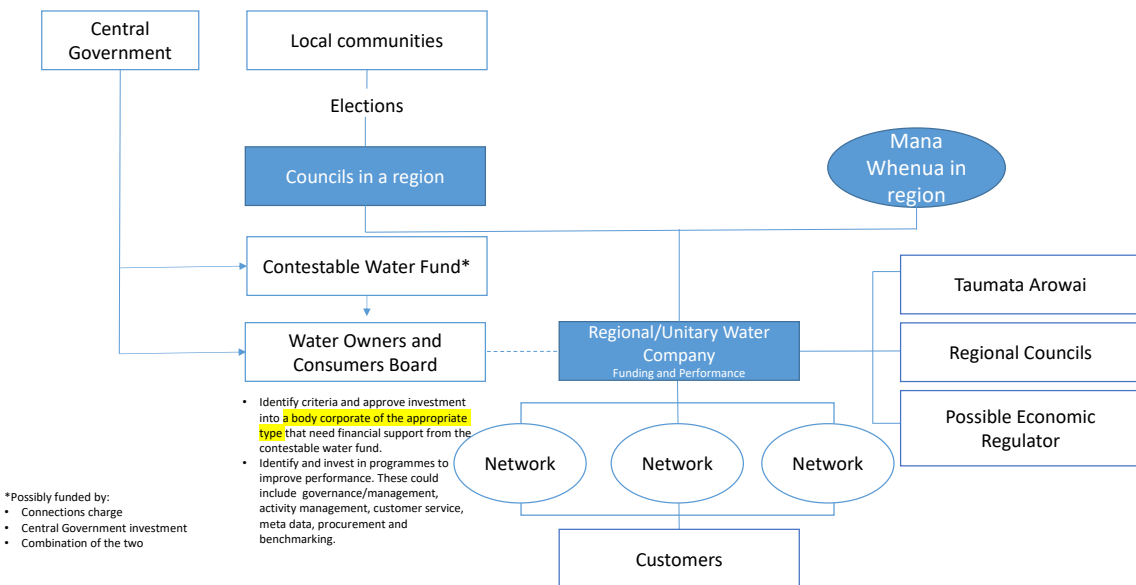 Central
Government
Local communities
Elections
Councils in a region
Mana
Whenua in
region
Contestable Water Fund*
Taumata Arowai
Water Owners and
Consumers Board
Regional/Unitary Water
Company
Funding and Performance
Regional Councils
• Identify criteria and approve investment
into a body corporate of the appropriate
type that need financial support from the
contestable water fund.
• Identify and invest in programmes to
improve performance. These could
include governance/management,
activity management, customer service,
meta data, procurement and
benchmarking.
Possible Economic
Regulator
Network
Network
Network
*Possibly funded by:
• Connections charge
• Central Government investment
• Combination of the two
Customers